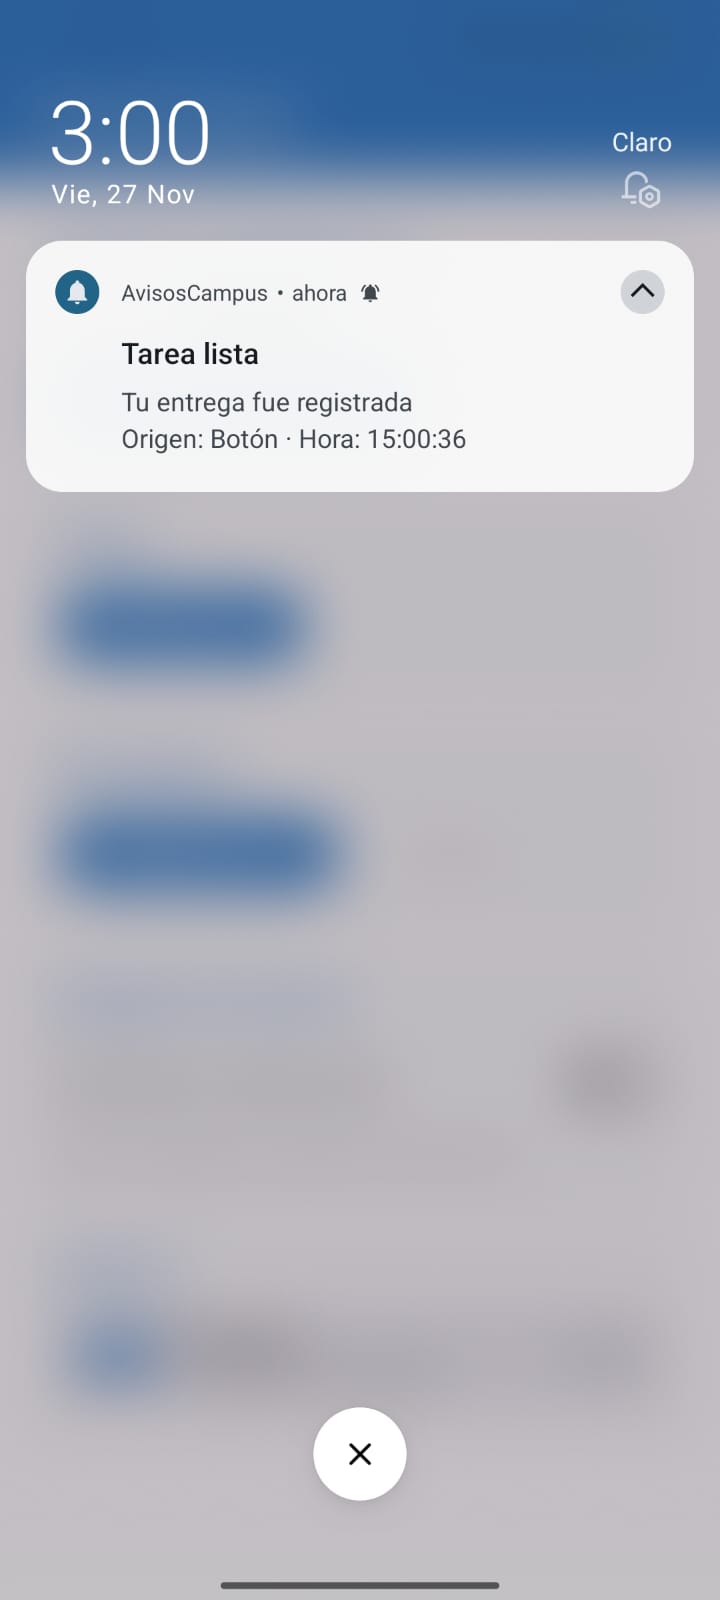 3:00
Vie, 27 Nov
Claro
AvisosCampus • ahora
Tarea lista
Tu entrega fue registrada
Origen: Botón · Hora: 15:00:36